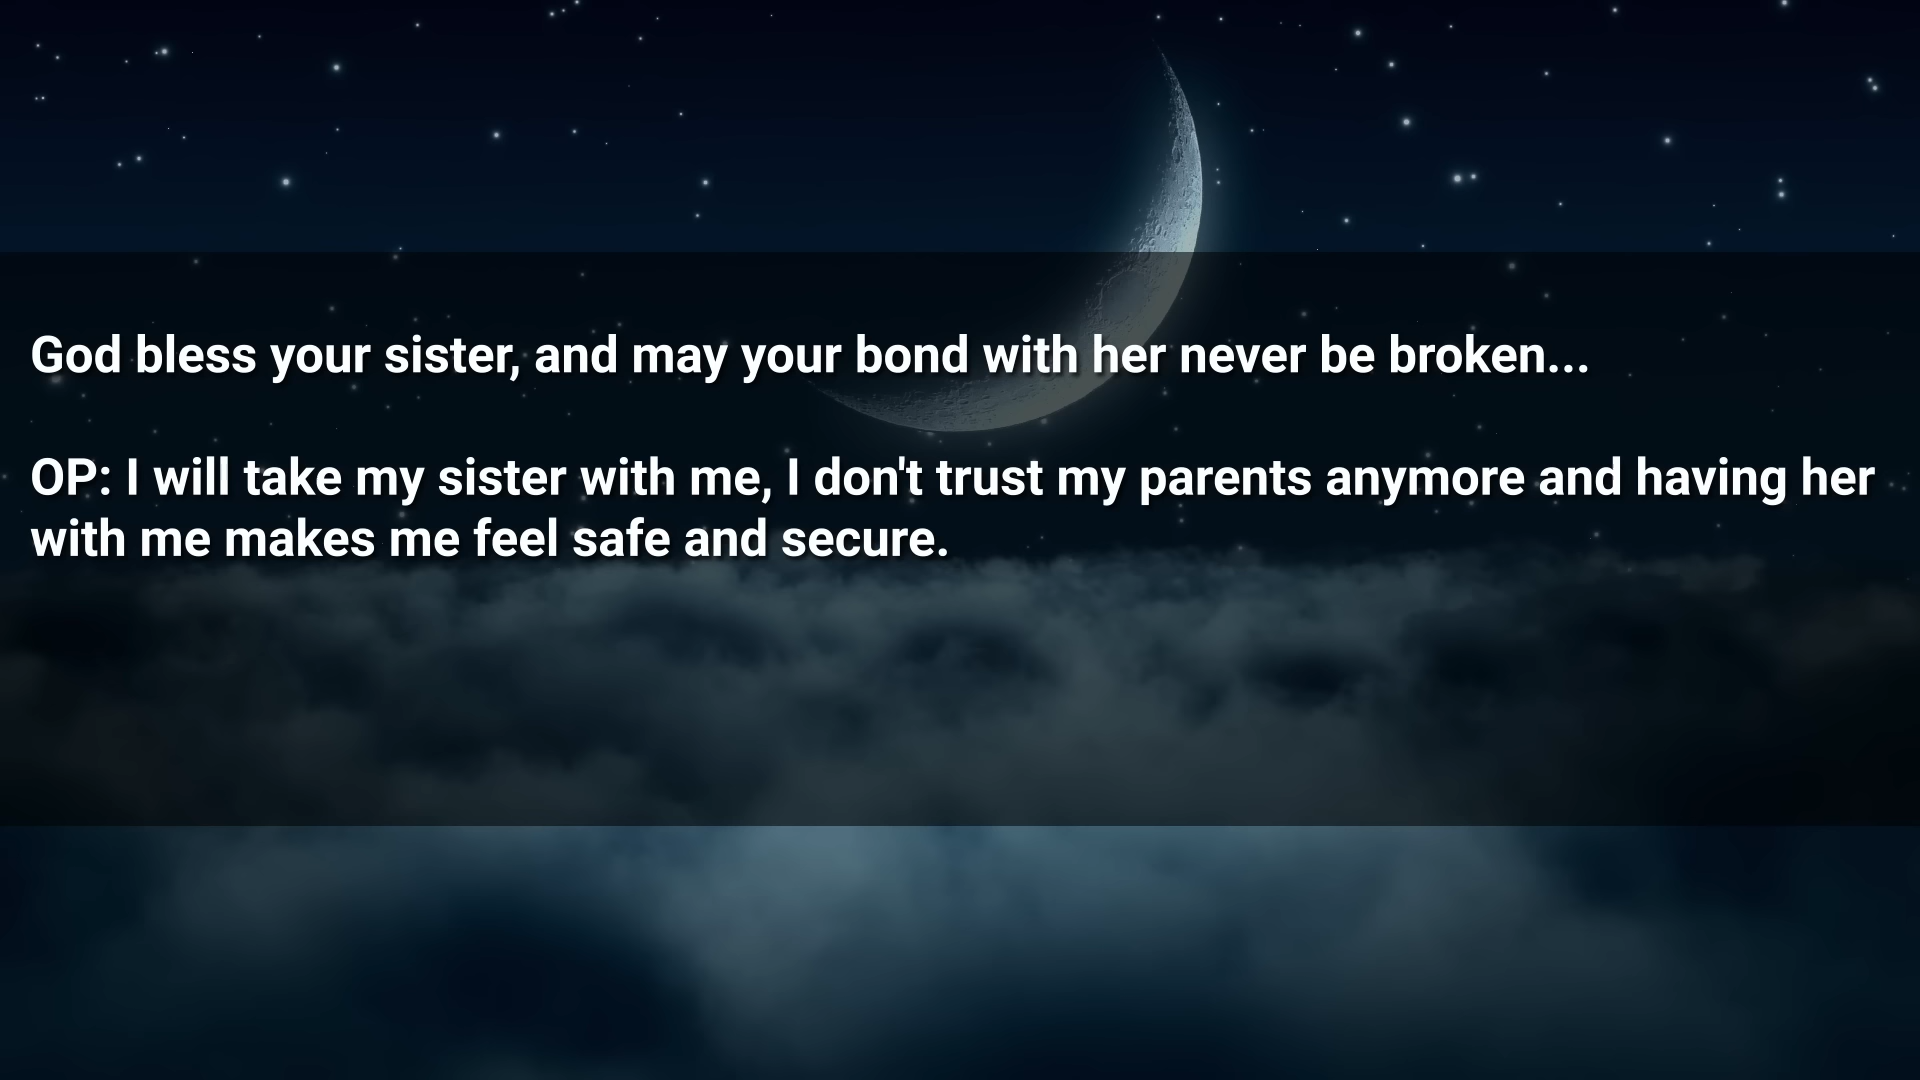 God bless your sister, and may your bond with her never be broken...
OP: I will take my sister with me, I don't trust my parents anymore and having her
with me makes me feel safe and secure.